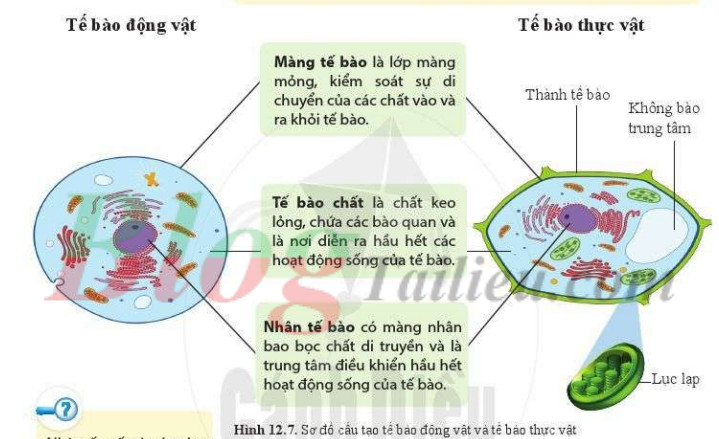 Tế bào động vật
Tế bào thực vật
Màng tế bào là lớp màng
mỏng, kiểm soát sự di
chuyển của các chất vào và
ra khỏi tế bào.
Thành tế bào
Không bào
trung tâm
Tế bào chất là chất keo
lỏng, chứa các bào quan và
là nơi diễn ra hầu hết các
hoạt động sống của tế bào.
Blog Tailieu.com
Nhân tế bào có màng nhân
bao bọc chất di truyền và là
trung tâm điều khiển hầu hết
hoạt động sống của tế bào.
Lục lạp
Cánh Diều
?
Hình 12.7. Sơ đồ cấu tạo tế bào động vật và tế bào thực vật